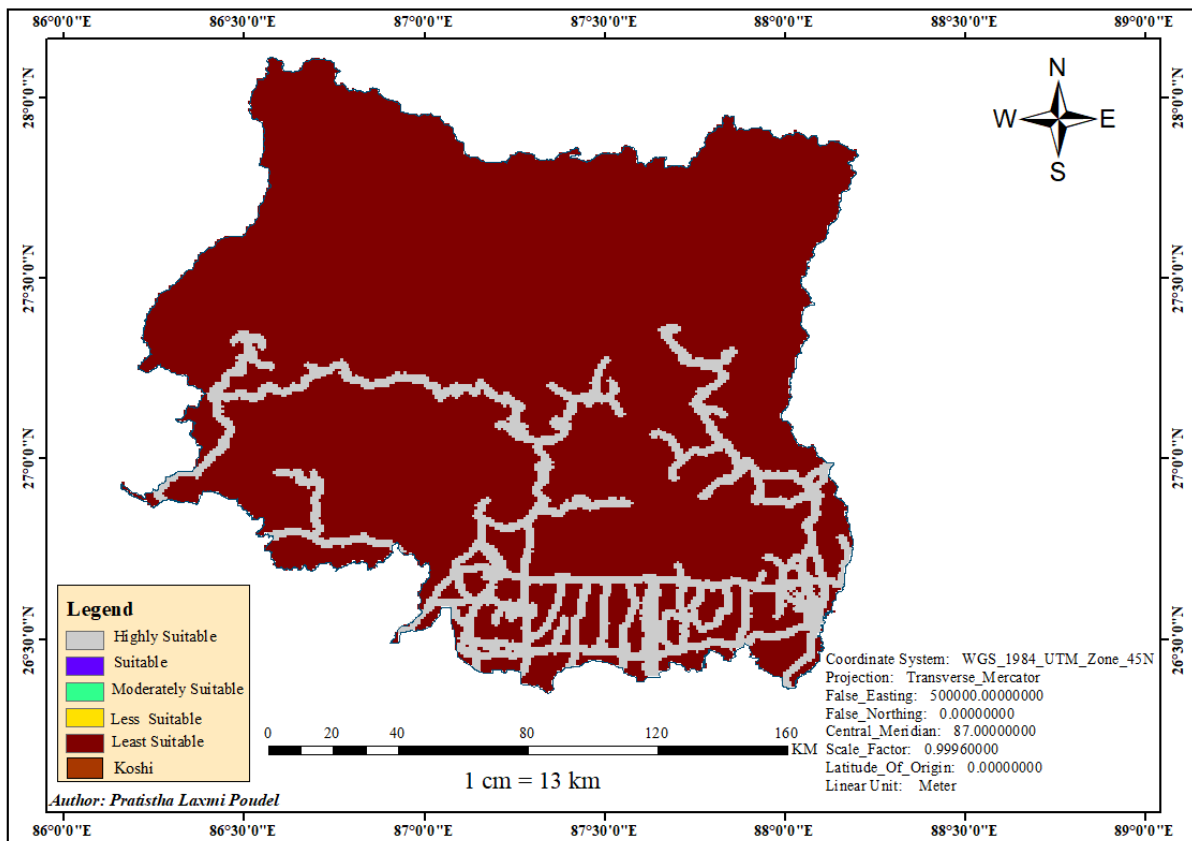 86°0'0"E 86°30'0"E 87°0'0"E 87°30'0"E 88°0'0"E 88°30'0"E 89°0'0"E
28°0'0"N 28°0'0"N
N
W E
S
27°30'0"N 27°30'0"N
27°0'0"N 27°0'0"N
26°30'0"N 26°30'0"N
Legend
Highly Suitable
Suitable
Moderately Suitable
Less Suitable
Least Suitable
Koshi
Author: Pratistha Laxmi Poudel
0 20 40 80 120 160
KM
1 cm = 13 km
Coordinate System: WGS_1984_UTM_Zone_45N
Projection: Transverse_Mercator
False_Easting: 500000.00000000
False_Northing: 0.00000000
Central_Meridian: 87.00000000
Scale_Factor: 0.99960000
Latitude_Of_Origin: 0.00000000
Linear Unit: Meter
86°0'0"E 86°30'0"E 87°0'0"E 87°30'0"E 88°0'0"E 88°30'0"E 89°0'0"E